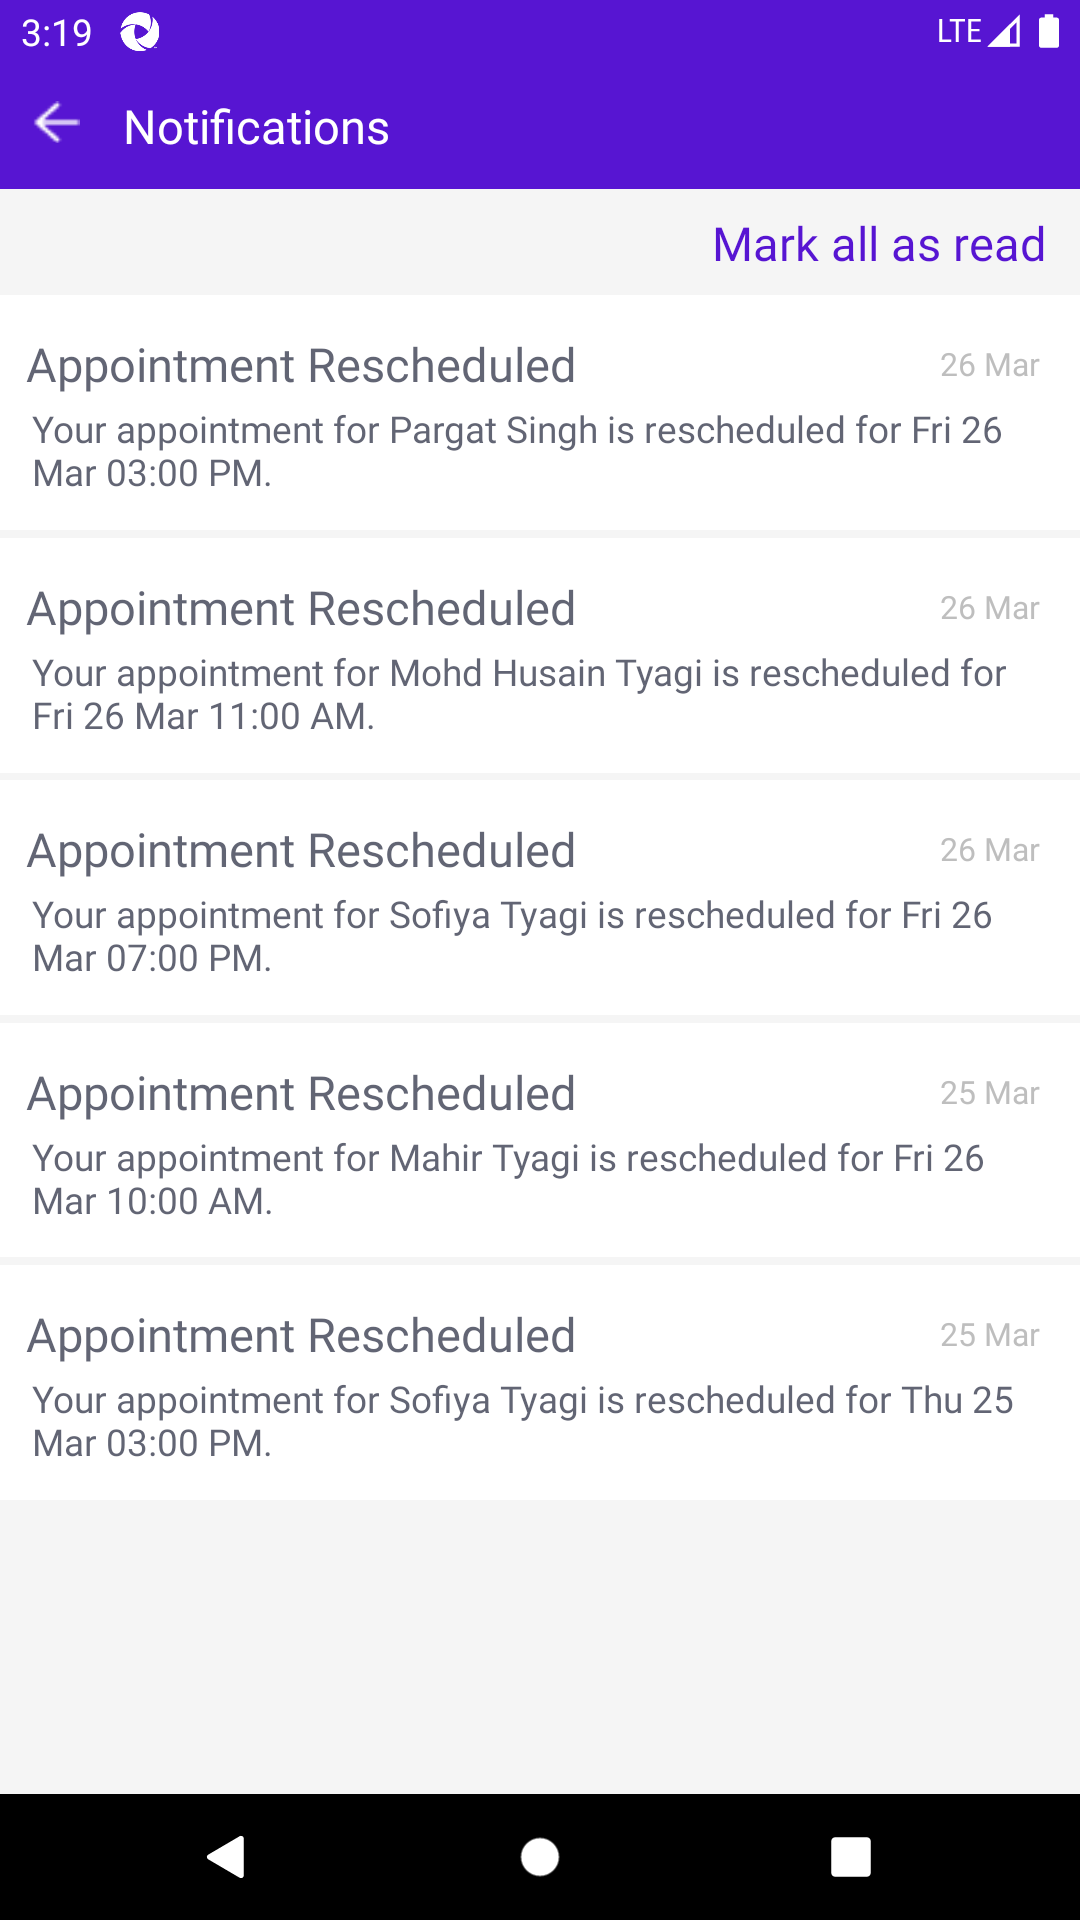 3:19 LTE
Notifications
Mark all as read
Appointment Rescheduled 26 Mar
Your appointment for Pargat Singh is rescheduled for Fri 26
Mar 03:00 PM.
Appointment Rescheduled 26 Mar
Your appointment for Mohd Husain Tyagi is rescheduled for
Fri 26 Mar 11:00 AM.
Appointment Rescheduled 26 Mar
Your appointment for Sofiya Tyagi is rescheduled for Fri 26
Mar 07:00 PM.
Appointment Rescheduled 25 Mar
Your appointment for Mahir Tyagi is rescheduled for Fri 26
Mar 10:00 AM.
Appointment Rescheduled 25 Mar
Your appointment for Sofiya Tyagi is rescheduled for Thu 25
Mar 03:00 PM.